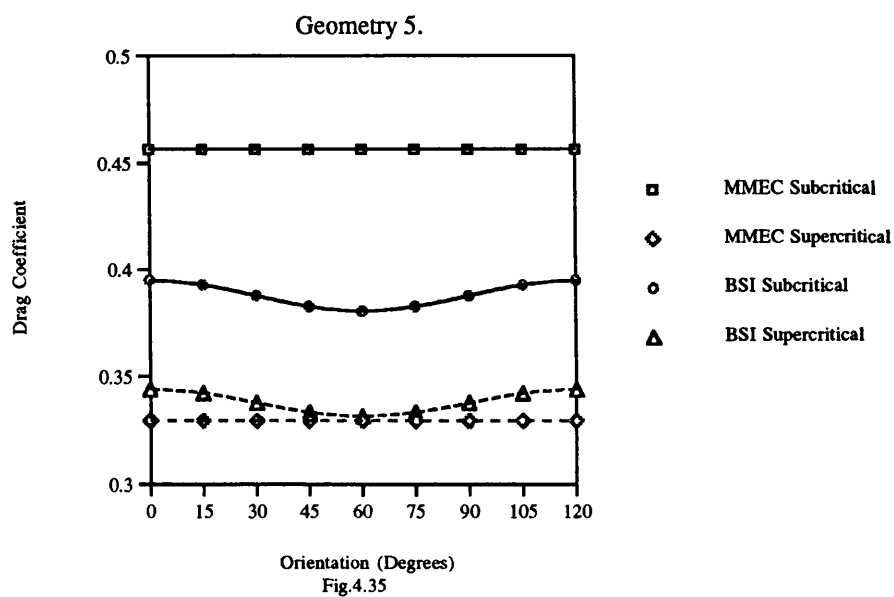 Geometry 5.
0.5
0.45
0.4
0.35
0.3
Drag Coefficient
0 15 30 45 60 75 90 105 120
Orientation (Degrees)
Fig.4.35
MMEC Subcritical
MMEC Supercritical
BSI Subcritical
BSI Supercritical